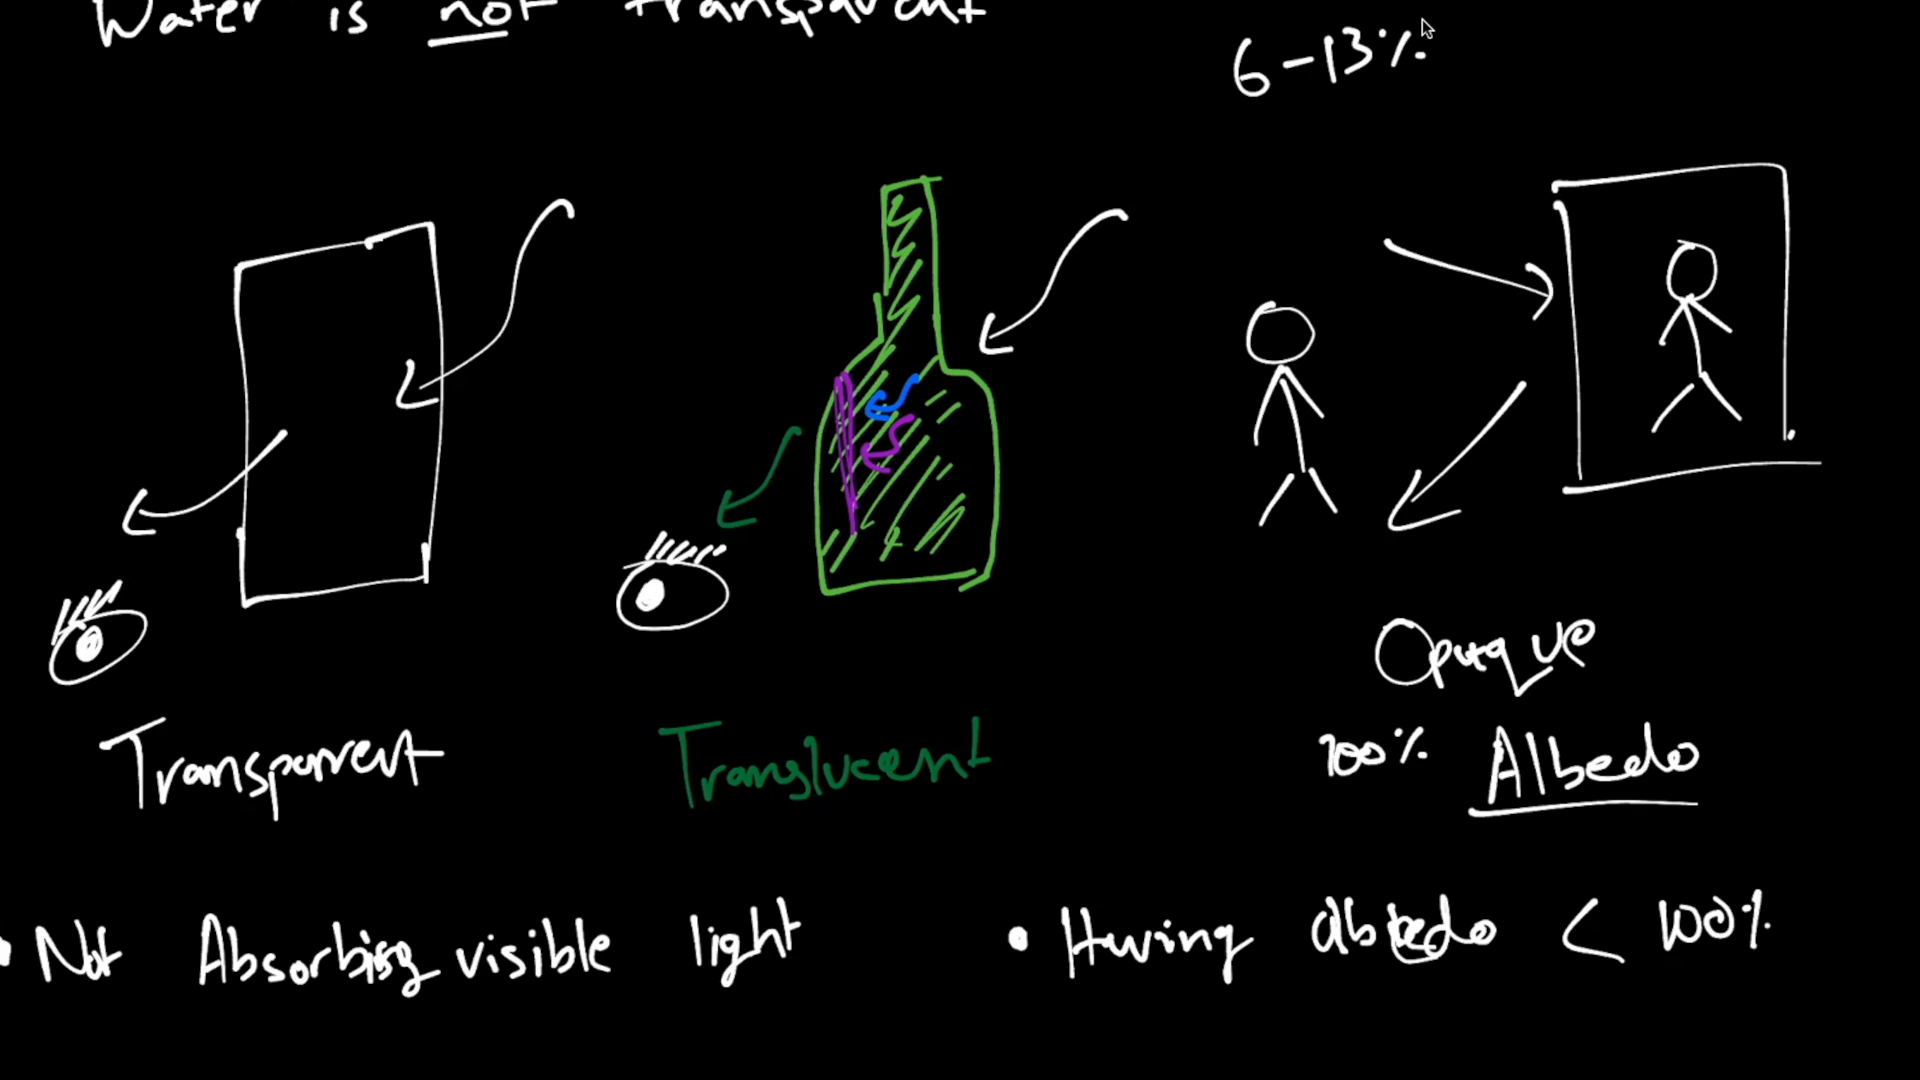 Water is not transparent
6-13%
Transparent
Translucent
Opaque
100% Albedo
• Not Absorbing visible light
• Having albedo < 100%